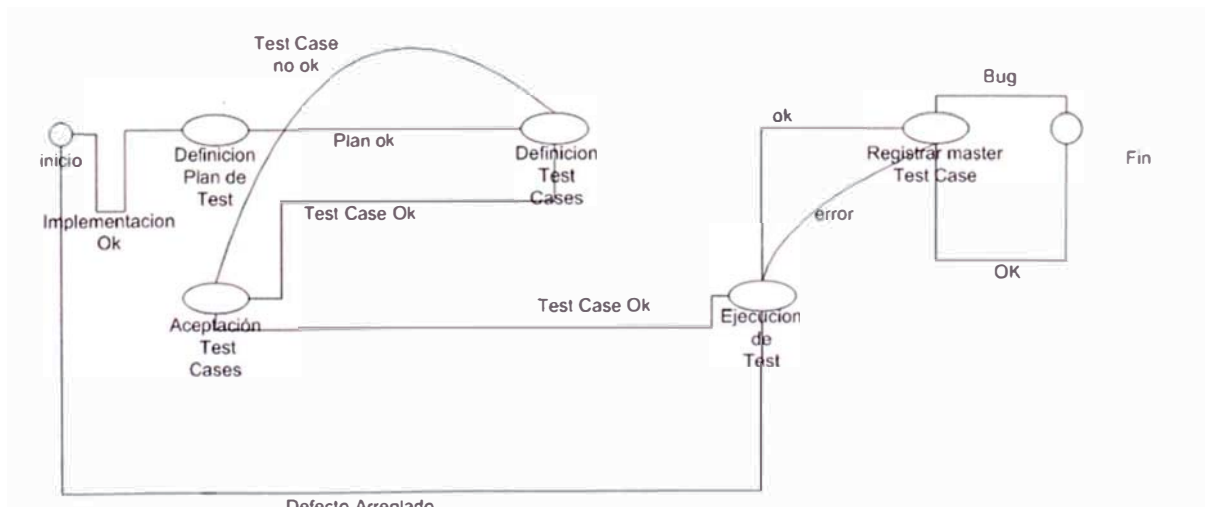 Test Case
no ok
Bug
ok
inicio
Definicion
Plan de
Test
Plan ok
Definicion
Test
Cases
Registrar master
Test Case
Fin
Implementacion
Ok
Test Case Ok
error
OK
Aceptación
Test
Cases
Test Case Ok
Ejecucion
de
Test
Defecto Arreglado